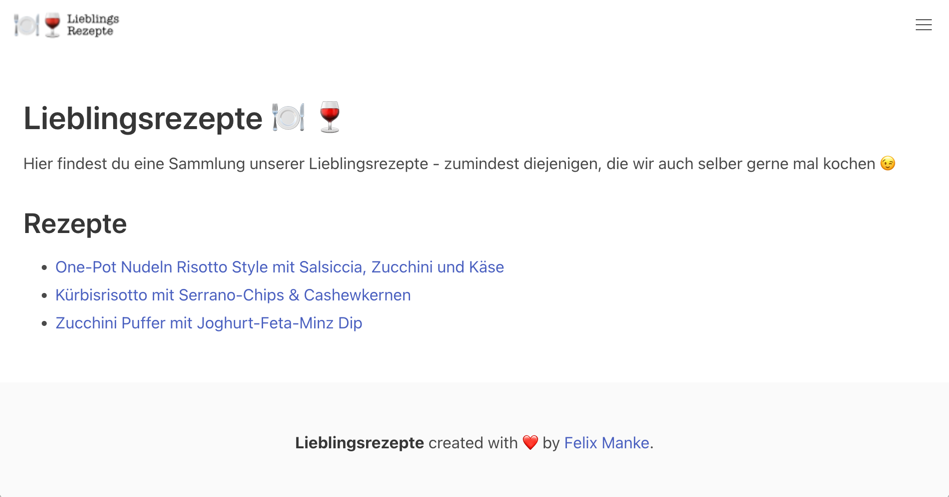 Lieblings
Rezepte
Lieblingsrezepte 🍽️ 🍷
Hier findest du eine Sammlung unserer Lieblingsrezepte - zumindest diejenigen, die wir auch selber gerne mal kochen 😉
Rezepte
• One-Pot Nudeln Risotto Style mit Salsiccia, Zucchini und Käse
• Kürbisrisotto mit Serrano-Chips & Cashewkernen
• Zucchini Puffer mit Joghurt-Feta-Minz Dip
Lieblingsrezepte created with ❤️ by Felix Manke.